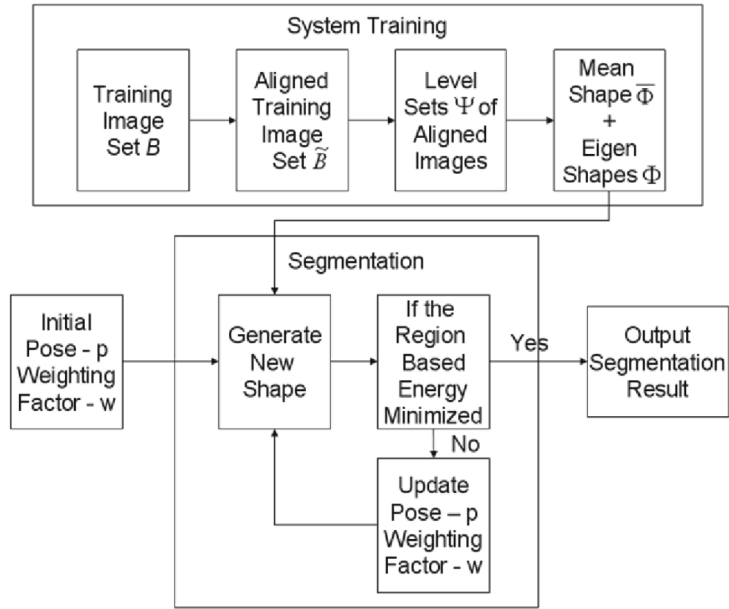 System Training
Training
Image
Set B
Aligned
Training
Image
Set B̃
Level
Sets Ψ of
Aligned
Images
Mean
Shape Φ̅
+
Eigen
Shapes Φ
Segmentation
Initial
Pose - p
Weighting
Factor - w
Generate
New
Shape
If the
Region
Based
Energy
Minimized
Yes
Output
Segmentation
Result
No
Update
Pose – p
Weighting
Factor - w